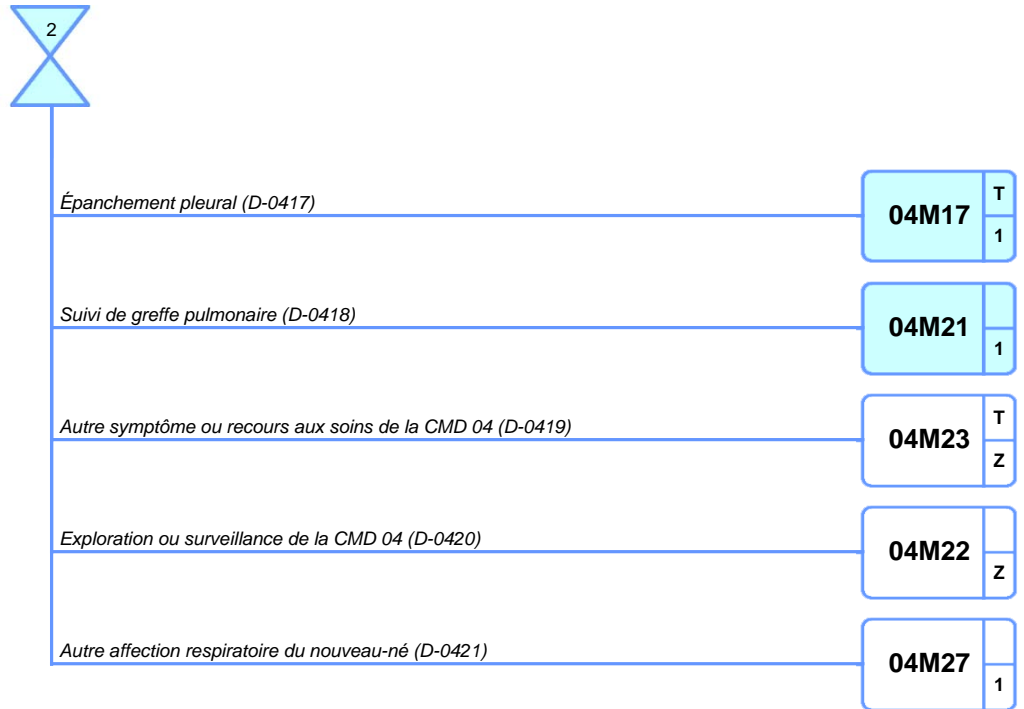 2
Épanchement pleural (D-0417)
04M17
T
1
Suivi de greffe pulmonaire (D-0418)
04M21
1
Autre symptôme ou recours aux soins de la CMD 04 (D-0419)
04M23
T
Z
Exploration ou surveillance de la CMD 04 (D-0420)
04M22
Z
Autre affection respiratoire du nouveau-né (D-0421)
04M27
1